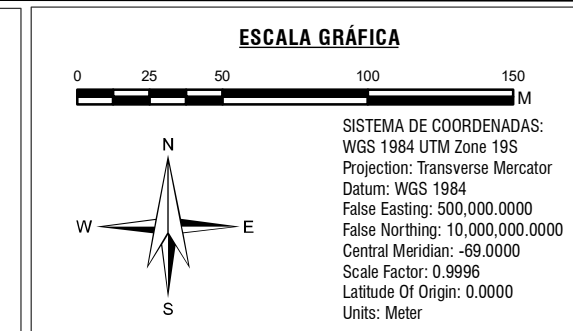 ESCALA GRÁFICA
0 25 50 100 150
M
SISTEMA DE COORDENADAS:
WGS 1984 UTM Zone 19S
Projection: Transverse Mercator
Datum: WGS 1984
False Easting: 500,000.0000
False Northing: 10,000,000.0000
Central Meridian: -69.0000
Scale Factor: 0.9996
Latitude Of Origin: 0.0000
Units: Meter
N
W E
S